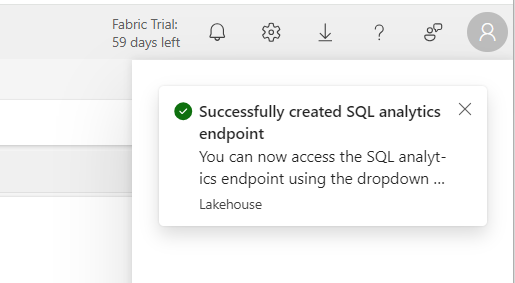 Fabric Trial:
59 days left
Successfully created SQL analytics
endpoint
You can now access the SQL analyt-
ics endpoint using the dropdown ...
Lakehouse